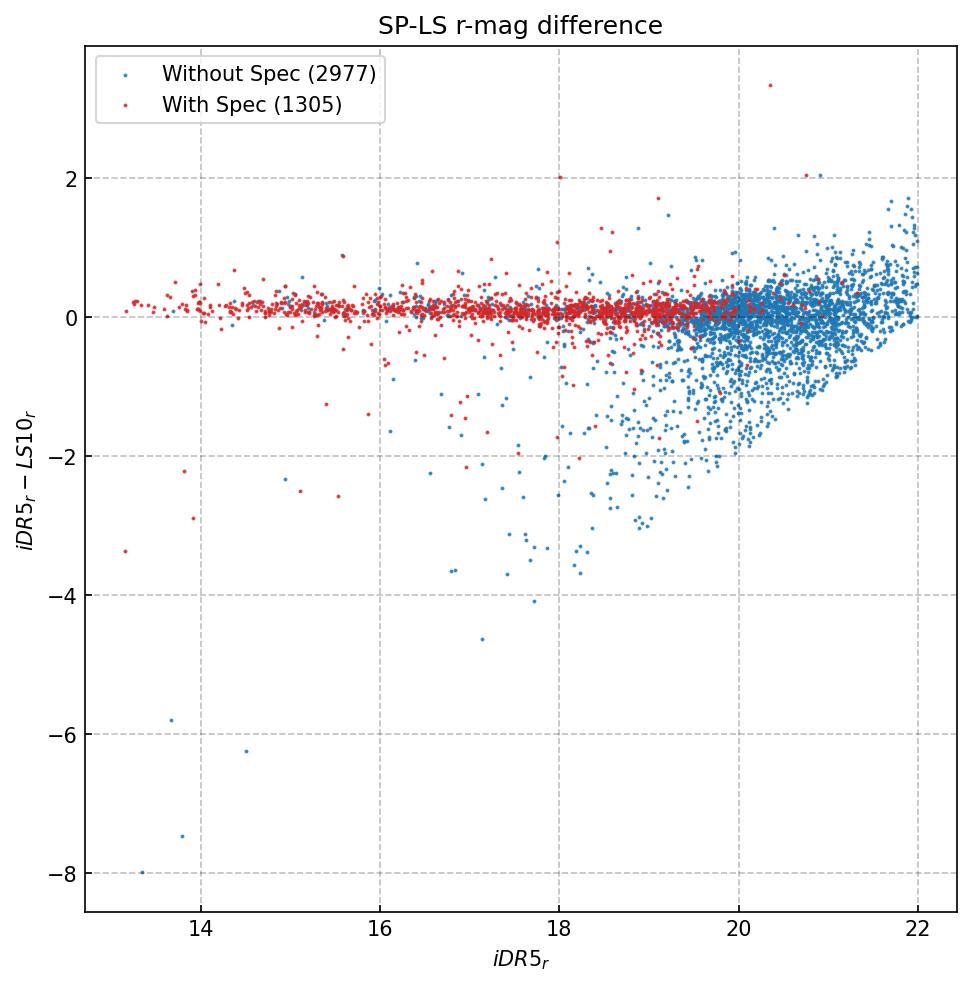 SP-LS r-mag difference
Without Spec (2977)
With Spec (1305)
2
0
−2
−4
−6
−8
iDR5r − LS10r
14 16 18 20 22
iDR5r